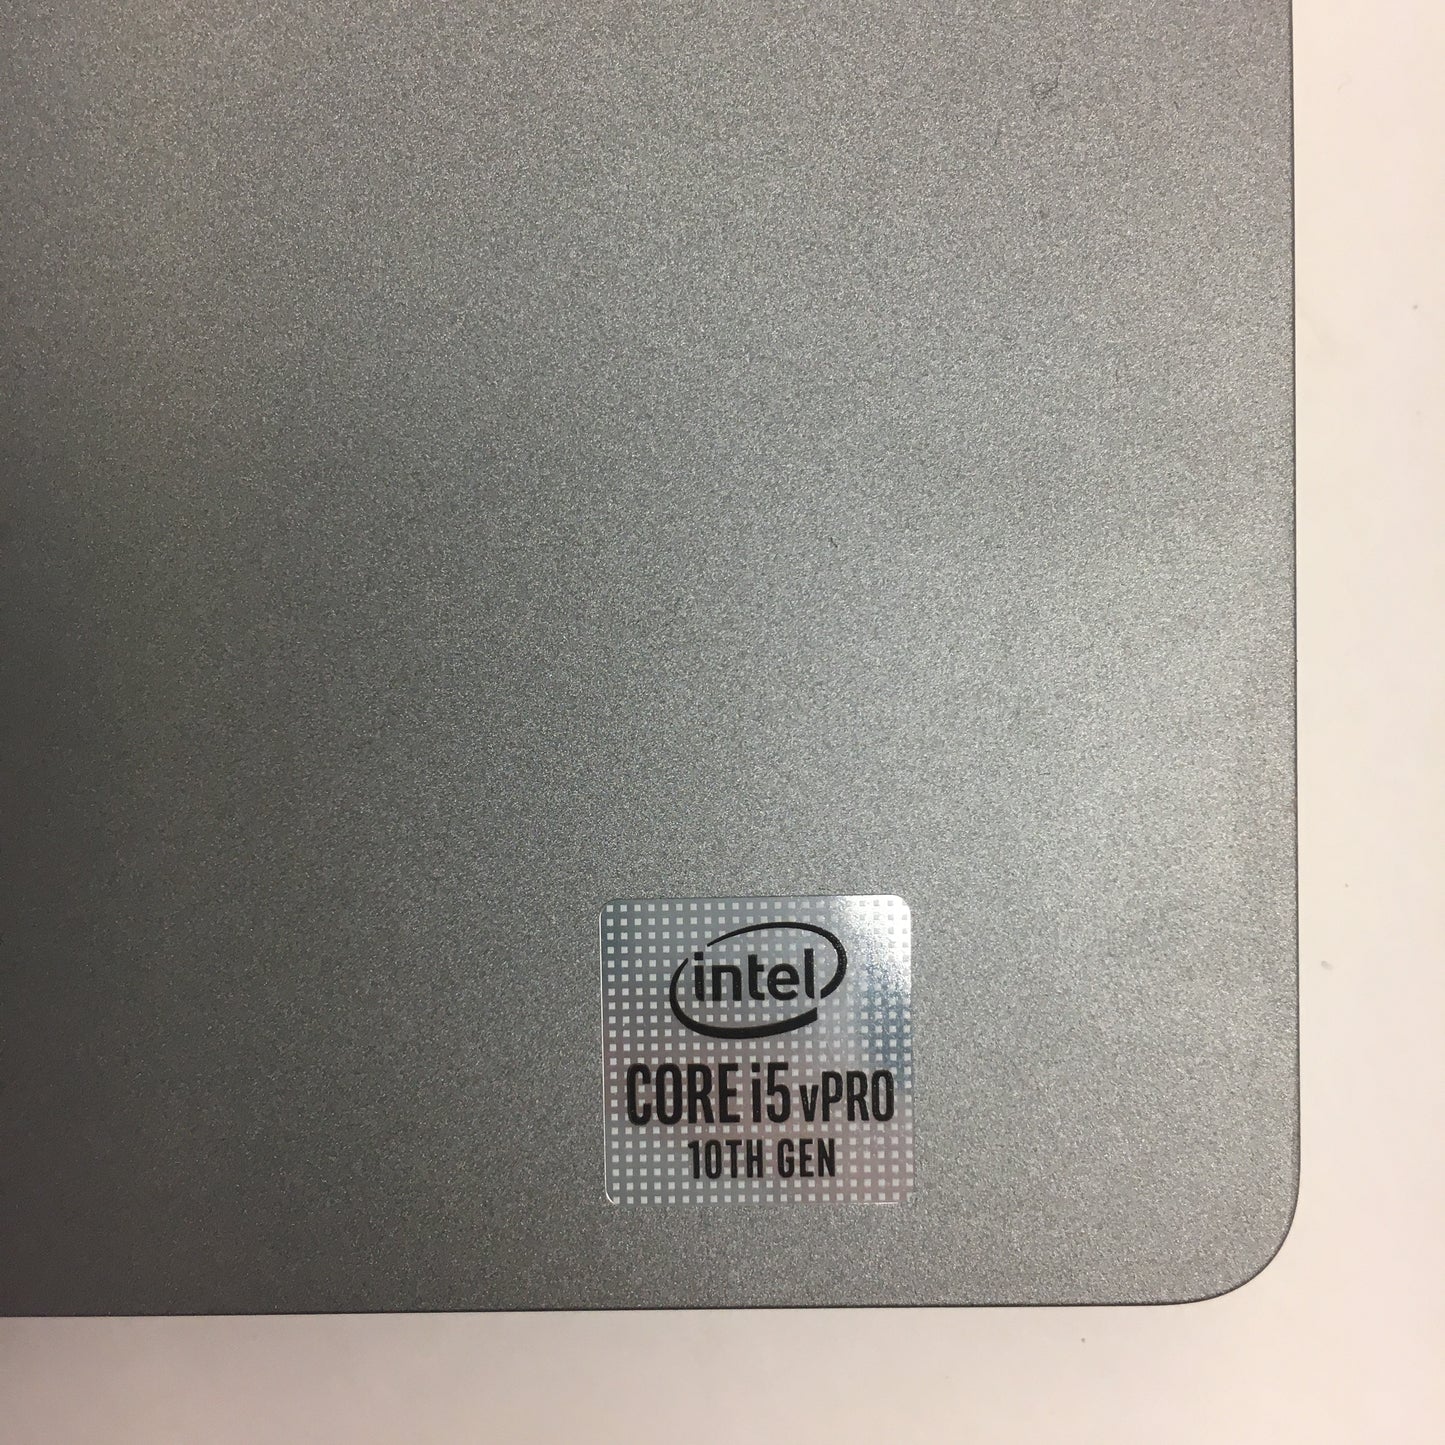 intel
CORE i5 vPRO
10TH GEN